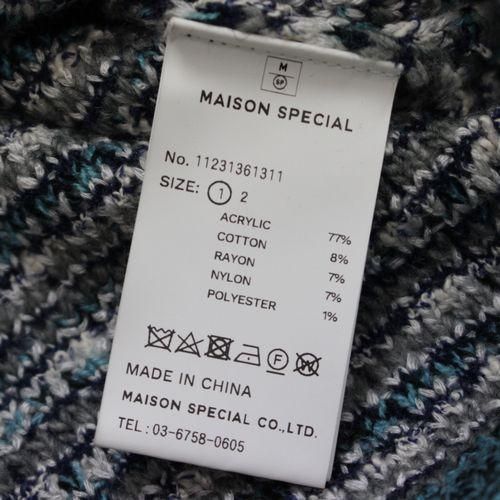 M
SP
MAISON SPECIAL
No. 11231361311
SIZE: 1 2
ACRYLIC 77%
COTTON 8%
RAYON 7%
NYLON 7%
POLYESTER 1%
MADE IN CHINA
MAISON SPECIAL CO.,LTD.
TEL : 03-6758-0605